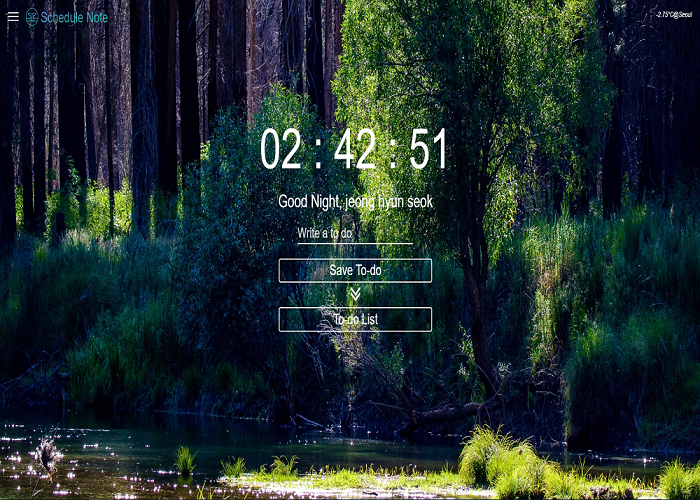 Schedule Note
-2.75°C@Seoul
02 : 42 : 51
Good Night, jeong hyun seok
Write a to do
Save To-do
To-do List